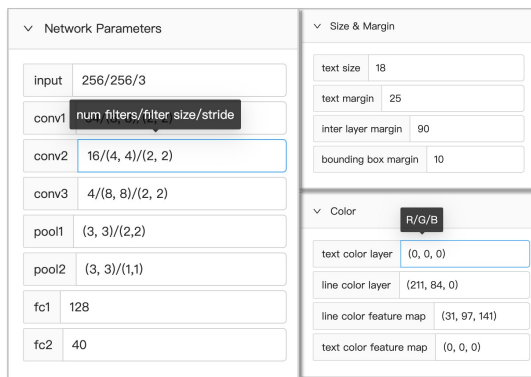 Network Parameters
input 256/256/3
num filters/filter size/stride
conv1
conv2 16/(4, 4)/(2, 2)
conv3 4/(8, 8)/(2, 2)
pool1 (3, 3)/(2,2)
pool2 (3, 3)/(1,1)
fc1 128
fc2 40
Size & Margin
text size 18
text margin 25
inter layer margin 90
bounding box margin 10
Color
R/G/B
text color layer (0, 0, 0)
line color layer (211, 84, 0)
line color feature map (31, 97, 141)
text color feature map (0, 0, 0)